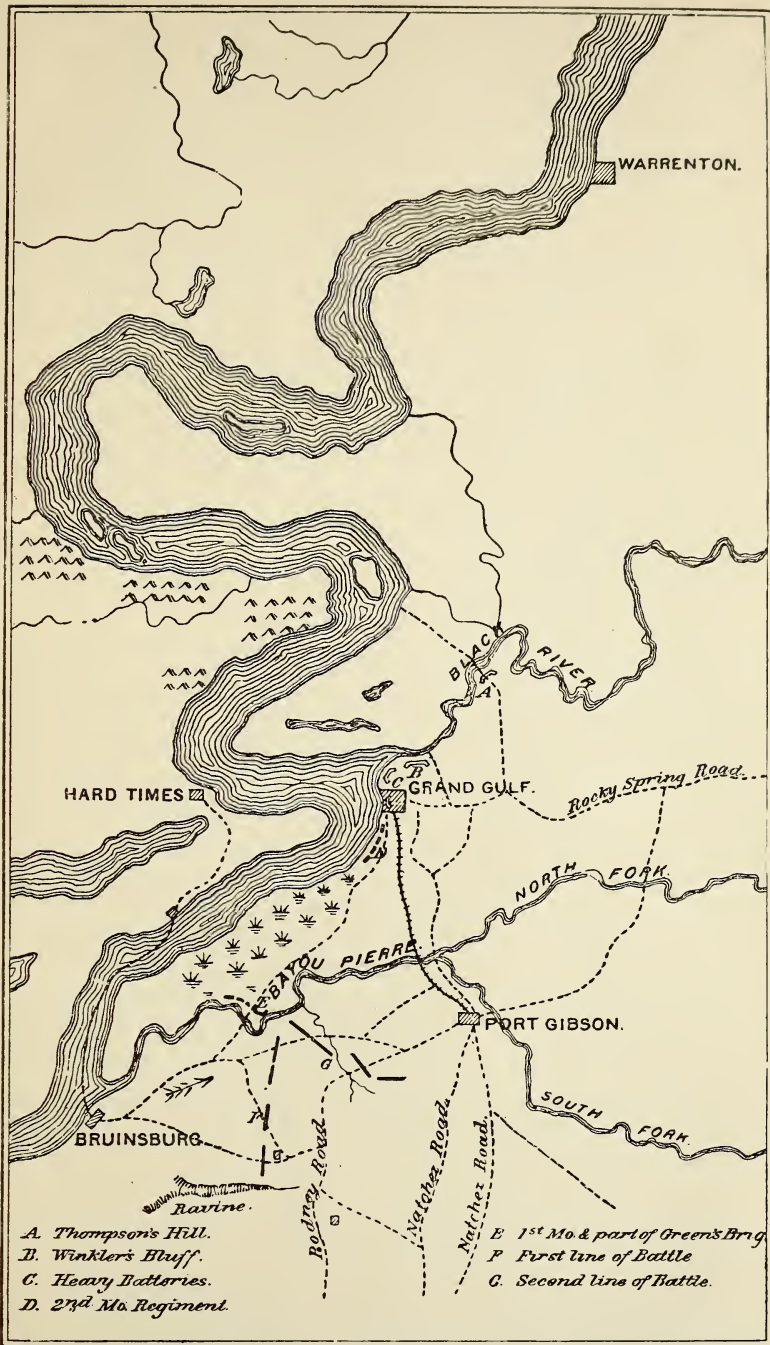 WARRENTON.
BLACK RIVER
A
B
C
GRAND GULF.
HARD TIMES
Rocky Spring Road.
D
NORTH FORK.
BAYOU PIERRE.
E
PORT GIBSON.
G
F
SOUTH FORK.
BRUINSBURG
Rodney Road
Natchez Road.
Natchez Road.
Ravine.
A Thompson's Hill.
B. Winkler's Bluff.
C. Heavy Batteries.
D. 2nd Mo. Regiment.
E 1st Mo. & part of Green's Brig.
F First line of Battle
G. Second line of Battle.